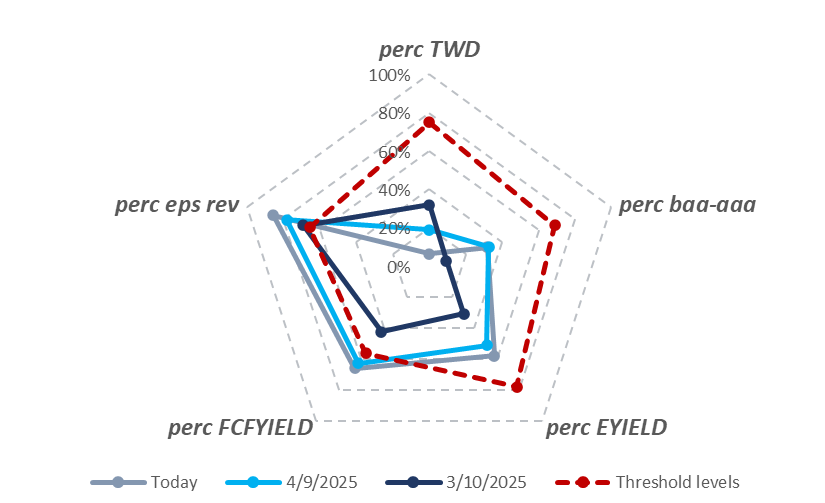 perc TWD
100%
80%
60%
40%
20%
0%
perc eps rev
perc baa-aaa
perc FCFYIELD
perc EYIELD
Today 4/9/2025 3/10/2025 Threshold levels